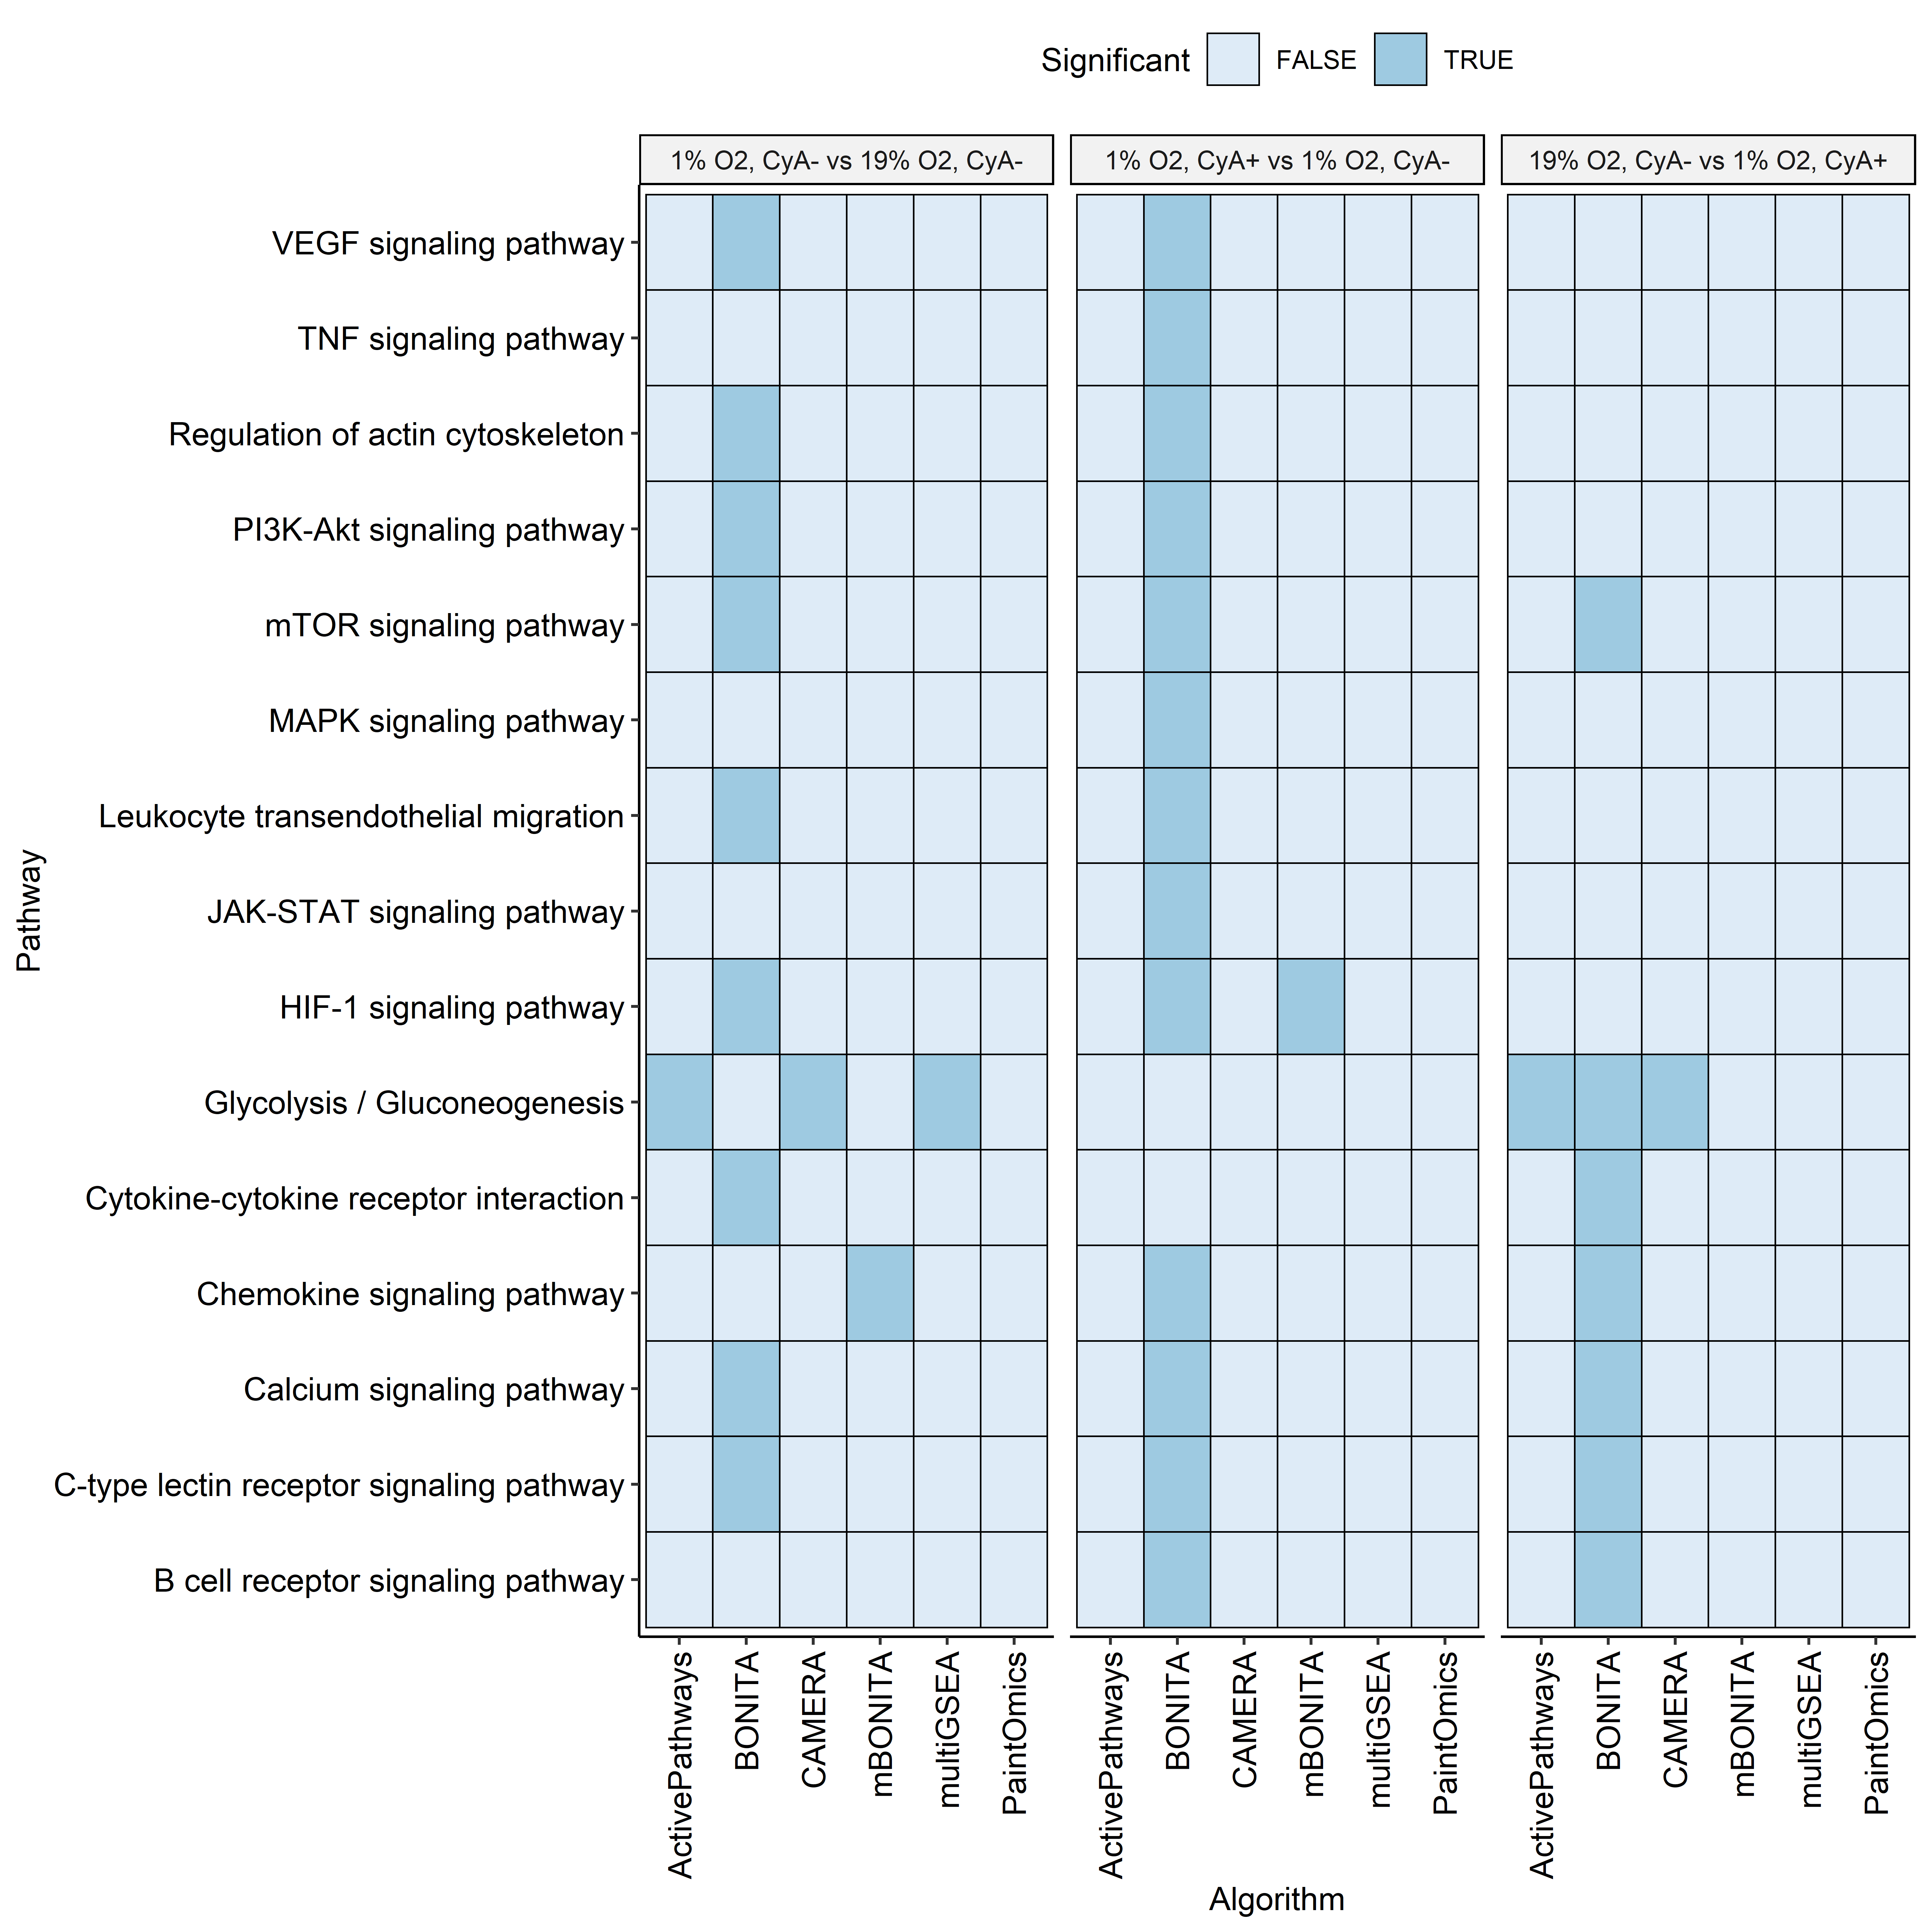 Significant FALSE TRUE
1% O2, CyA- vs 19% O2, CyA- 1% O2, CyA+ vs 1% O2, CyA- 19% O2, CyA- vs 1% O2, CyA+
Pathway
VEGF signaling pathway
TNF signaling pathway
Regulation of actin cytoskeleton
PI3K-Akt signaling pathway
mTOR signaling pathway
MAPK signaling pathway
Leukocyte transendothelial migration
JAK-STAT signaling pathway
HIF-1 signaling pathway
Glycolysis / Gluconeogenesis
Cytokine-cytokine receptor interaction
Chemokine signaling pathway
Calcium signaling pathway
C-type lectin receptor signaling pathway
B cell receptor signaling pathway
ActivePathways
BONITA
CAMERA
mBONITA
multiGSEA
PaintOmics
ActivePathways
BONITA
CAMERA
mBONITA
multiGSEA
PaintOmics
ActivePathways
BONITA
CAMERA
mBONITA
multiGSEA
PaintOmics
Algorithm